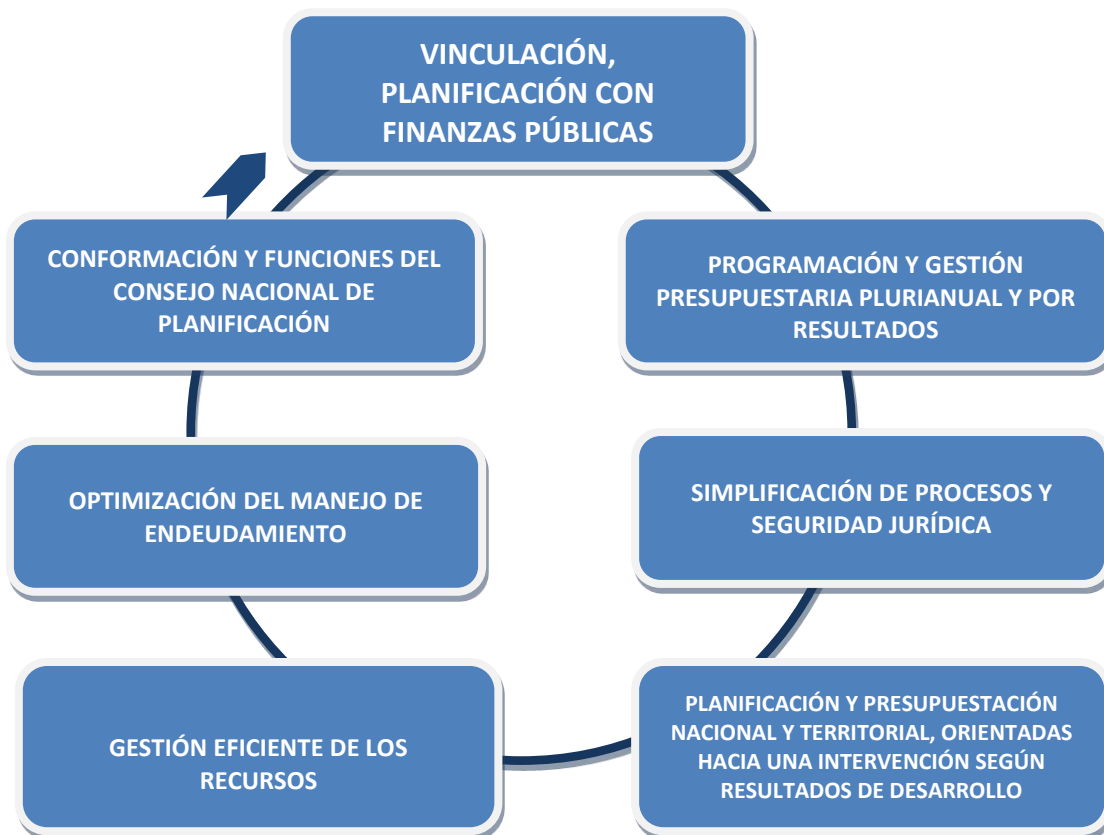 VINCULACIÓN,
PLANIFICACIÓN CON
FINANZAS PÚBLICAS
PROGRAMACIÓN Y GESTIÓN
PRESUPUESTARIA PLURIANUAL Y POR
RESULTADOS
SIMPLIFICACIÓN DE PROCESOS Y
SEGURIDAD JURÍDICA
PLANIFICACIÓN Y PRESUPUESTACIÓN
NACIONAL Y TERRITORIAL, ORIENTADAS
HACIA UNA INTERVENCIÓN SEGÚN
RESULTADOS DE DESARROLLO
GESTIÓN EFICIENTE DE LOS
RECURSOS
OPTIMIZACIÓN DEL MANEJO DE
ENDEUDAMIENTO
CONFORMACIÓN Y FUNCIONES DEL
CONSEJO NACIONAL DE
PLANIFICACIÓN